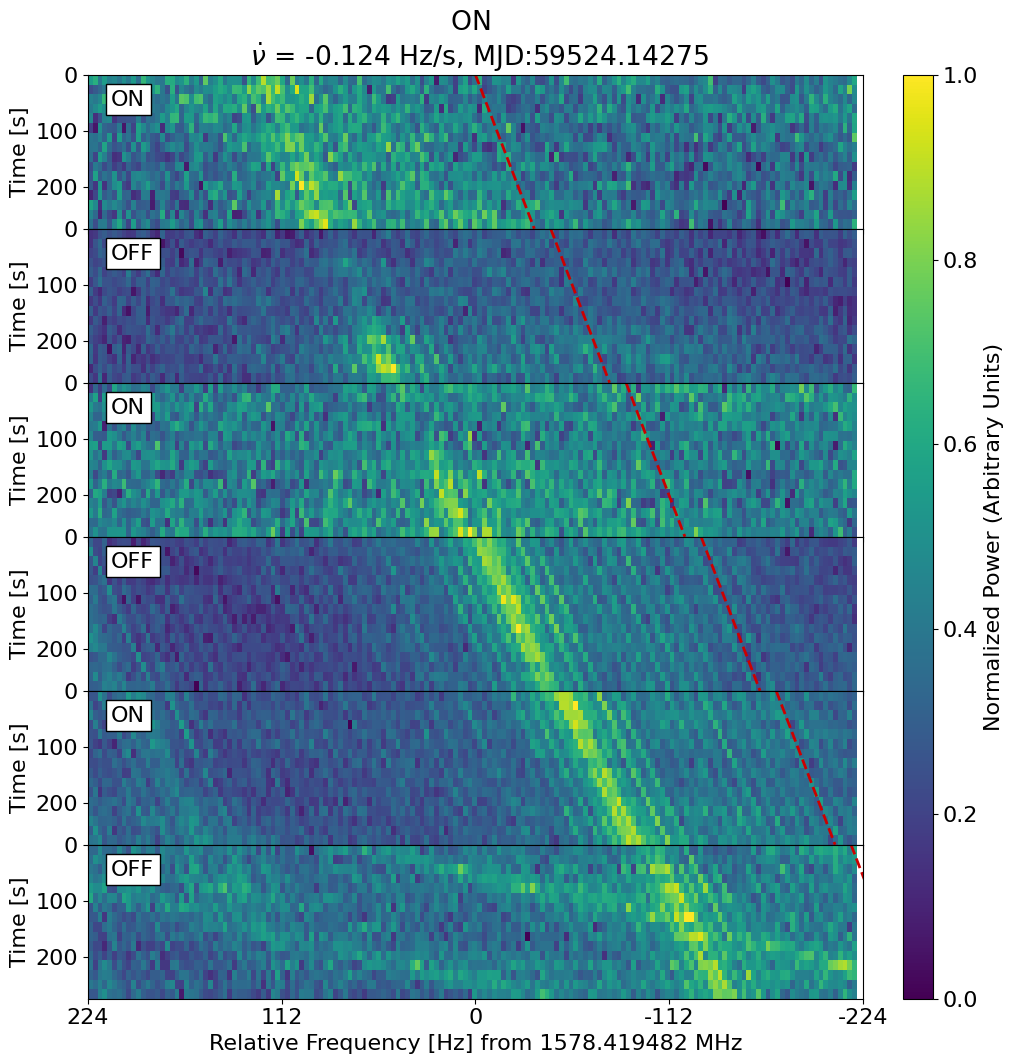 ON
ν̇ = -0.124 Hz/s, MJD:59524.14275
Time [s]
0
100
200
ON
Time [s]
0
100
200
OFF
Time [s]
0
100
200
ON
Time [s]
0
100
200
OFF
Time [s]
0
100
200
ON
Time [s]
0
100
200
OFF
224 112 0 -112 -224
Relative Frequency [Hz] from 1578.419482 MHz
1.0
0.8
0.6
0.4
0.2
0.0
Normalized Power (Arbitrary Units)